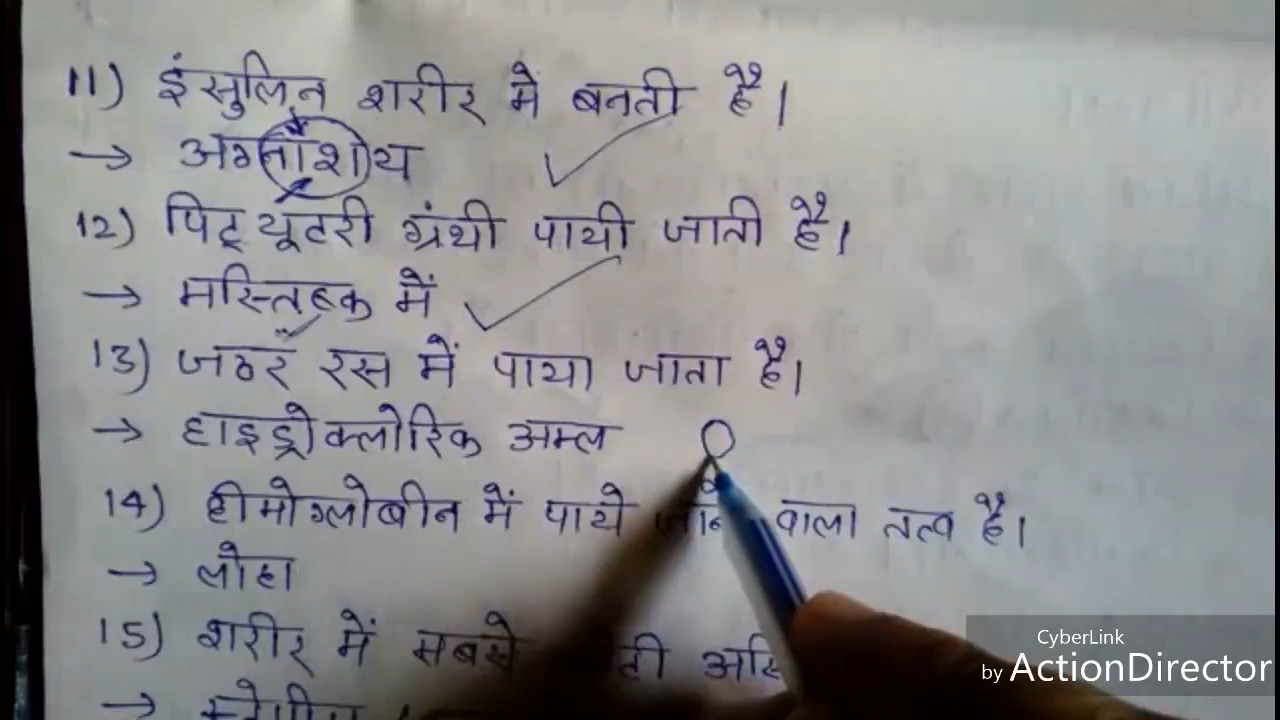 11) इंसुलिन शरीर में बनती है।
→ अग्नाशय
12) पिट्यूटरी ग्रंथी पायी जाती है।
→ मस्तिष्क में
13) जठर रस में पाया जाता है।
→ हाइड्रोक्लोरिक अम्ल
14) हीमोग्लोबीन में पाये वाला तत्व है।
→ लोहा
15) शरीर में सबसे
→
CyberLink
by ActionDirector